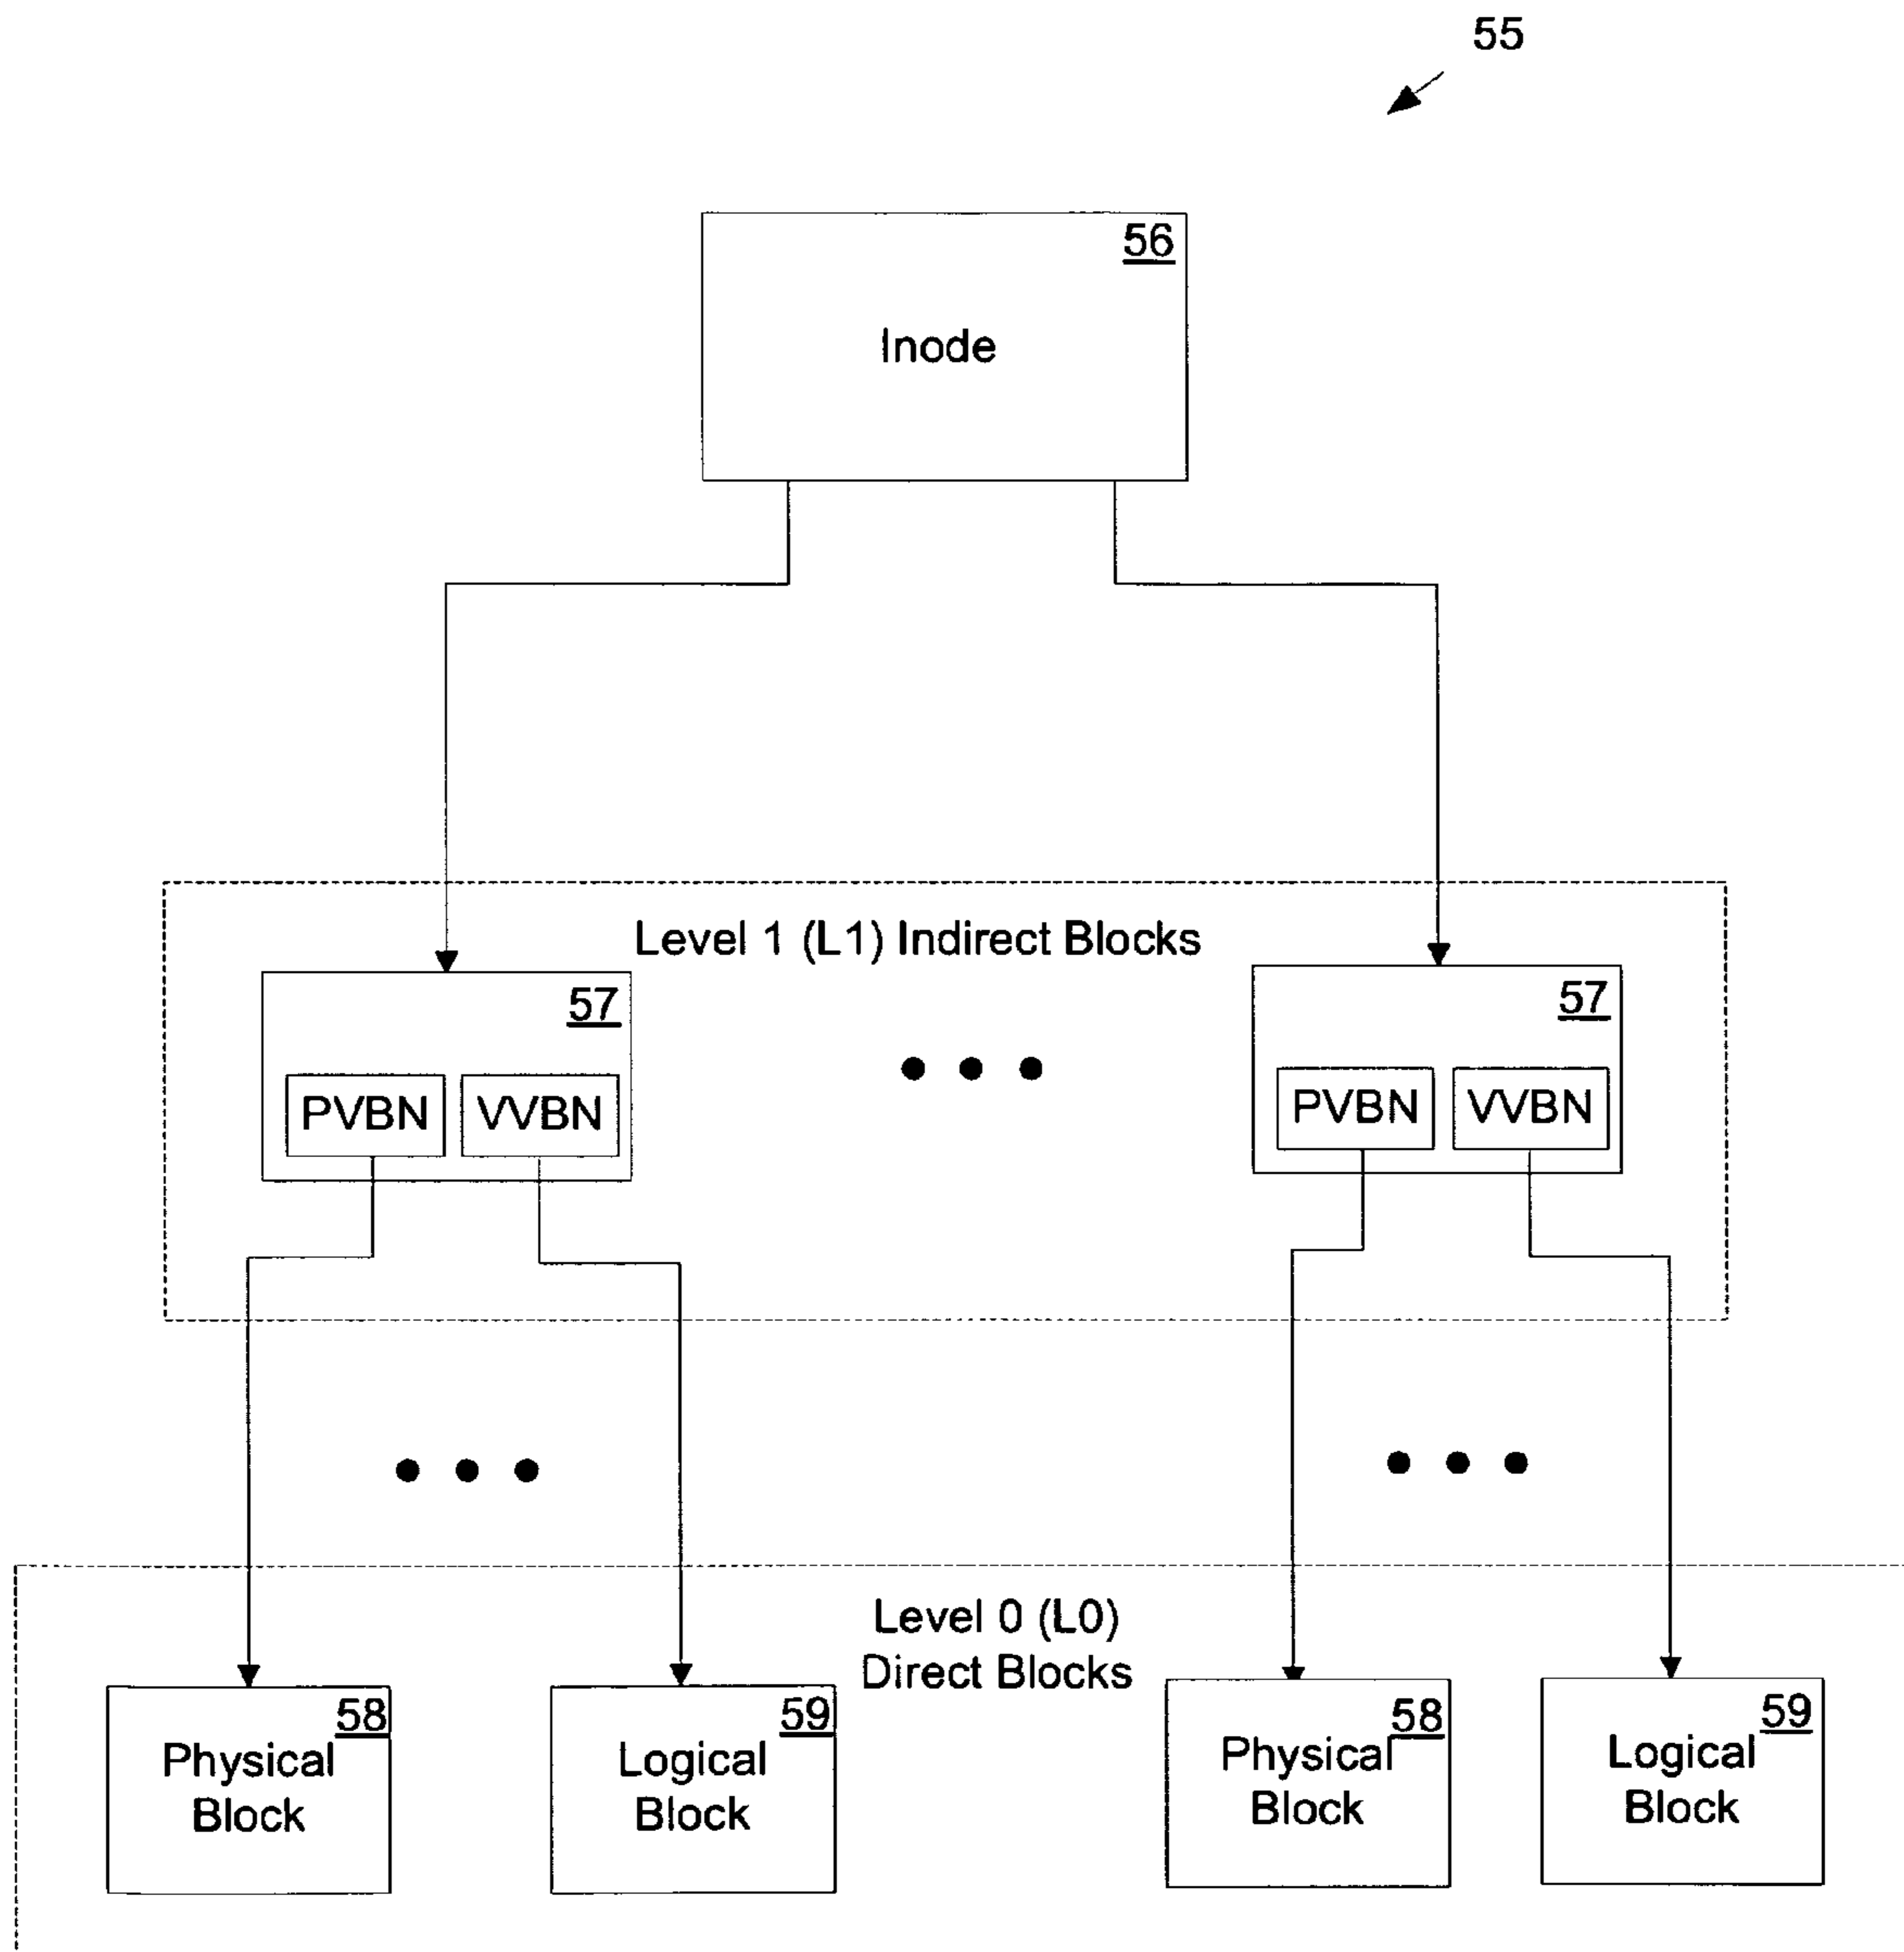 55
56
Inode
Level 1 (L1) Indirect Blocks
57
57
PVBN
VVBN
PVBN
VVBN
Level 0 (L0)
Direct Blocks
58
Physical
Block
59
Logical
Block
58
Physical
Block
59
Logical
Block